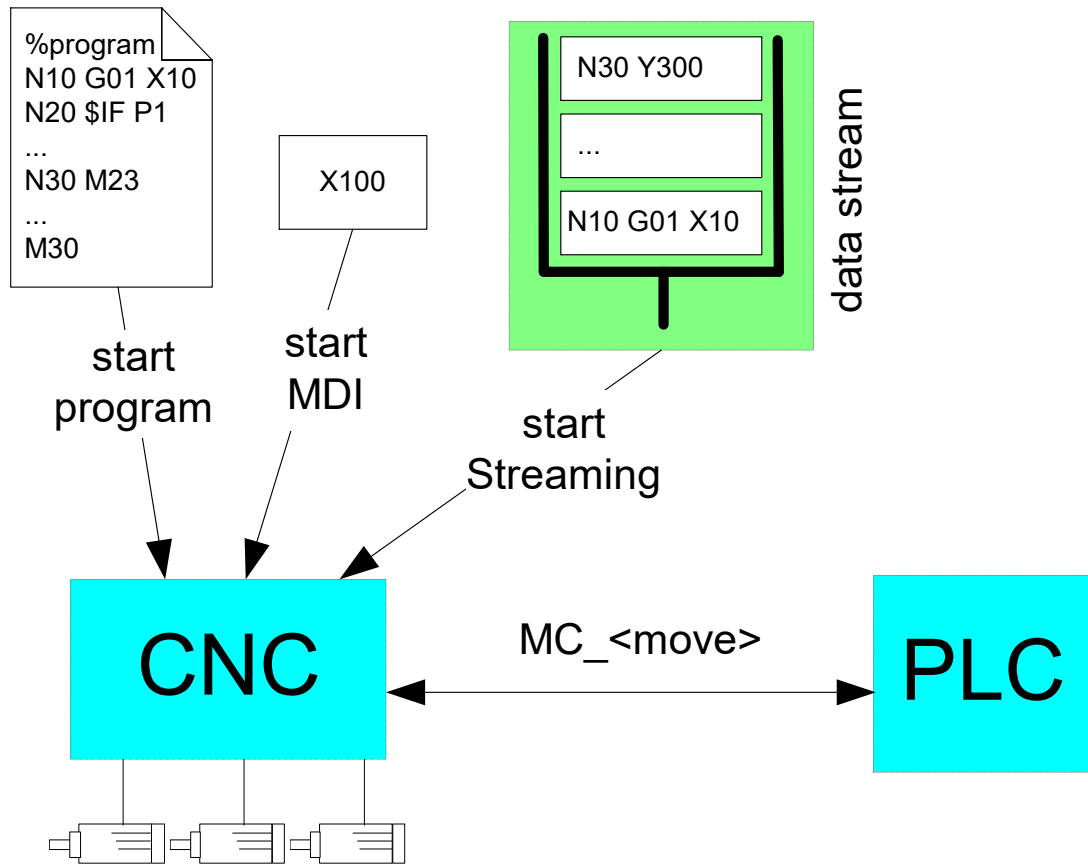 %program
N10 G01 X10
N20 $IF P1
...
N30 M23
...
M30
X100
N30 Y300
...
N10 G01 X10
data stream
start
program
start
MDI
start
Streaming
CNC
MC_<move>
PLC